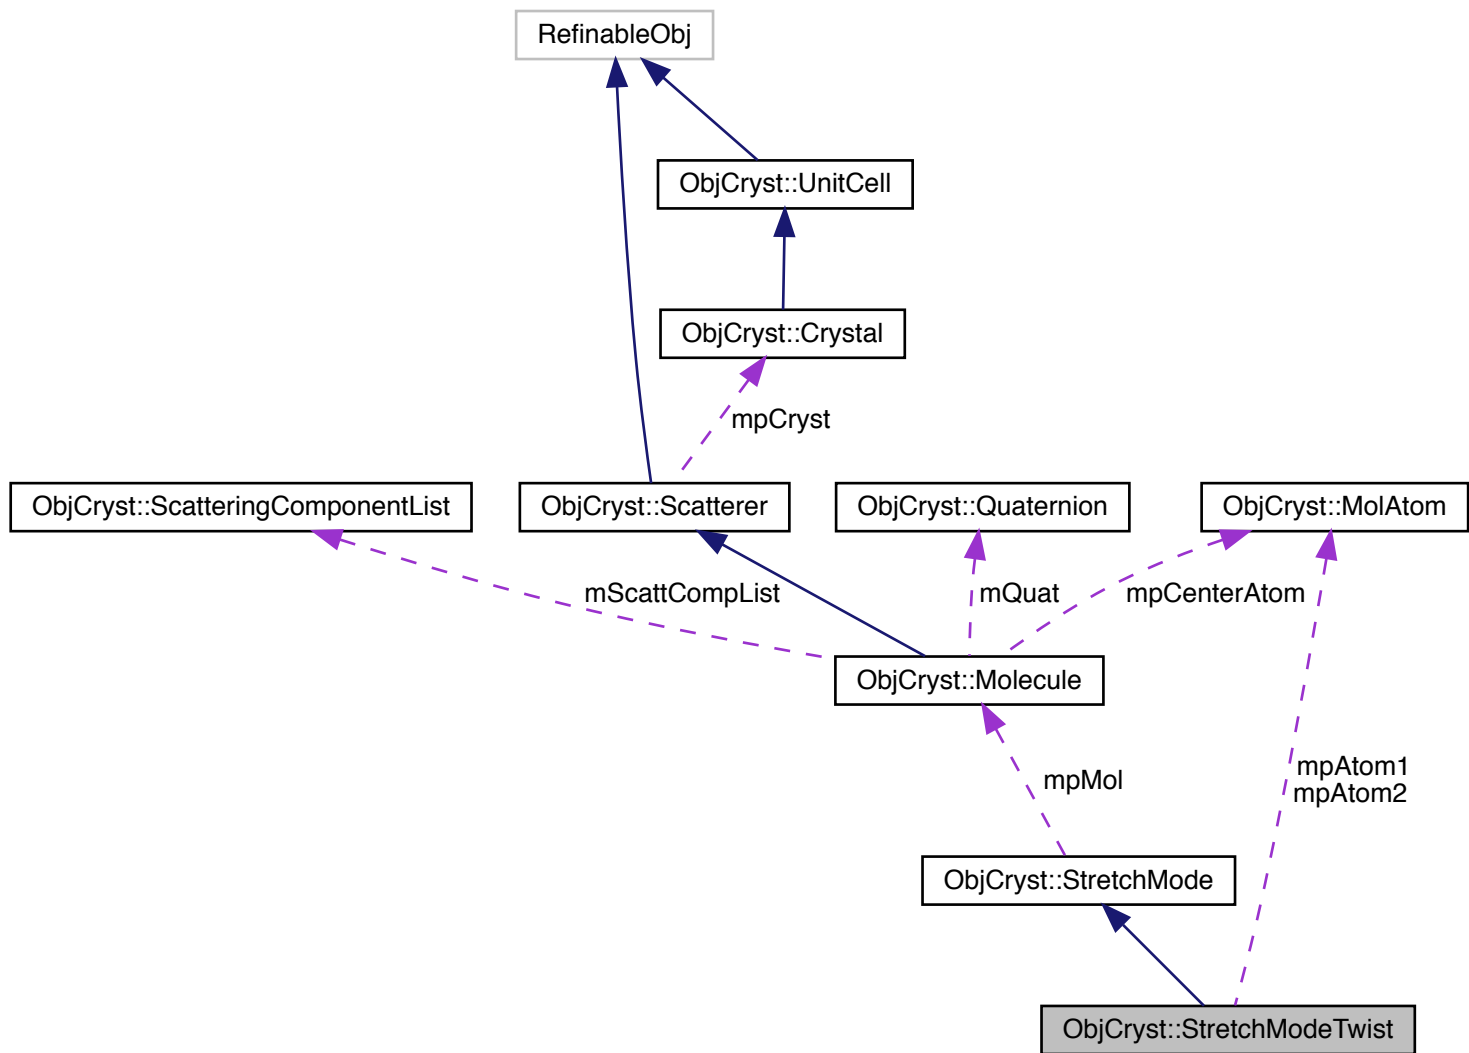 RefinableObj
ObjCryst::UnitCell
ObjCryst::Crystal
mpCryst
ObjCryst::ScatteringComponentList
ObjCryst::Scatterer
ObjCryst::Quaternion
ObjCryst::MolAtom
mScattCompList
mQuat
mpCenterAtom
ObjCryst::Molecule
mpMol
mpAtom1
mpAtom2
ObjCryst::StretchMode
ObjCryst::StretchModeTwist